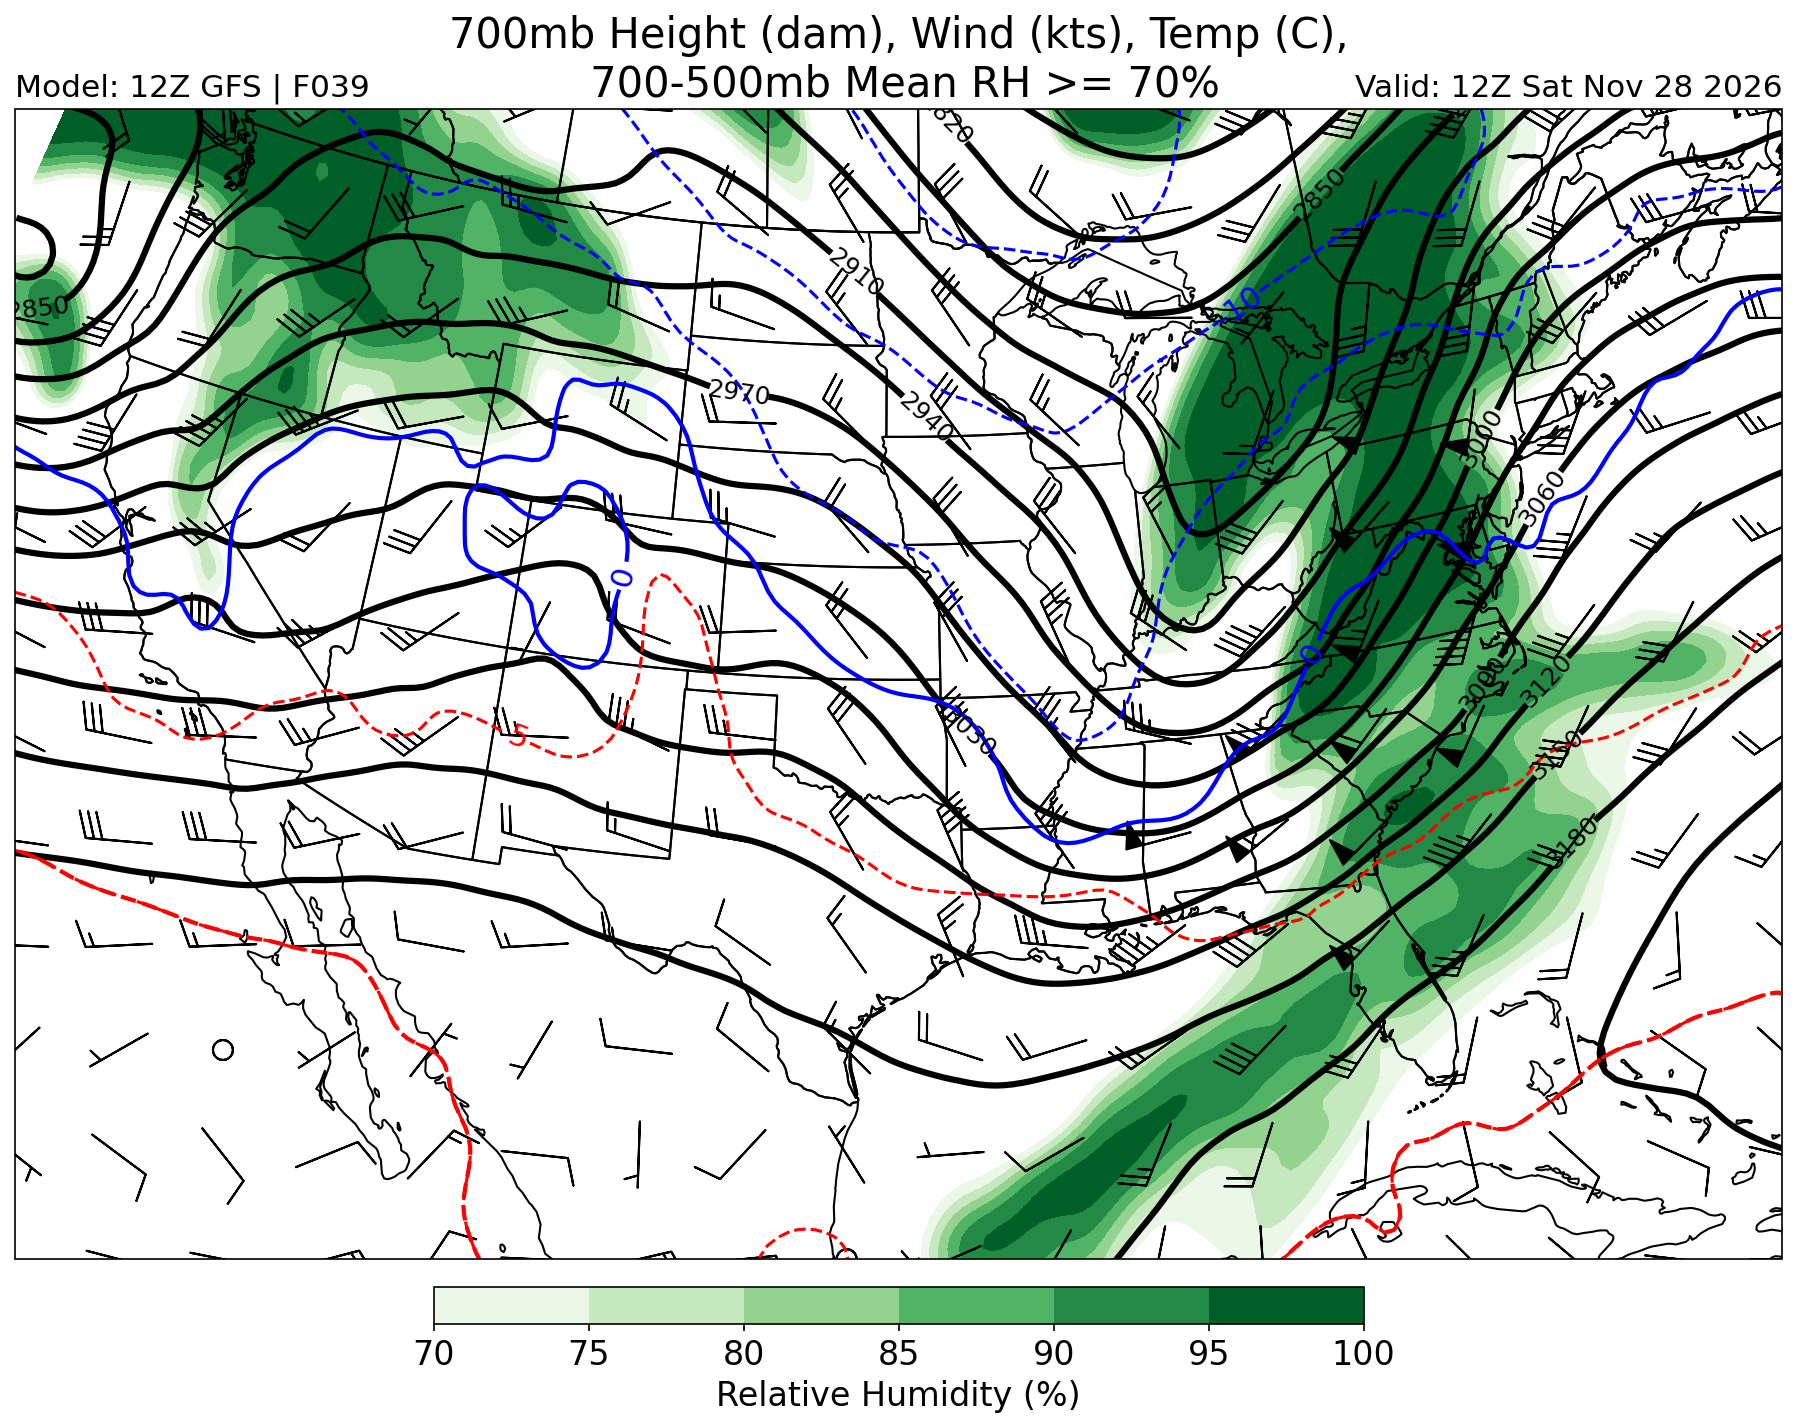 700mb Height (dam), Wind (kts), Temp (C),
700-500mb Mean RH >= 70%
Model: 12Z GFS | F039
Valid: 12Z Sat Nov 28 2026
820
2850
2910
2850
10
2970
2940
3000
3060
0
0
3030
5
3090
3120
3150
3180
70 75 80 85 90 95 100
Relative Humidity (%)